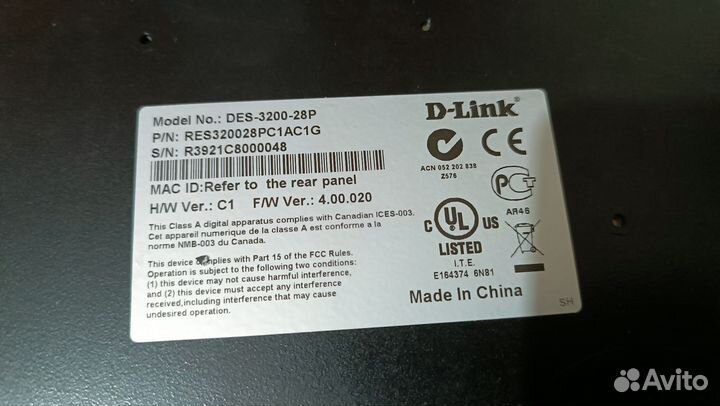 Model No.: DES-3200-28P
P/N: RES320028PC1AC1G
S/N: R3921C8000048
MAC ID:Refer to the rear panel
H/W Ver.: C1 F/W Ver.: 4.00.020
This Class A digital apparatus complies with Canadian ICES-003.
Cet appareil numerique de la classe A est conforme a la
norme NMB-003 du Canada.
This device complies with Part 15 of the FCC Rules.
Operation is subject to the following two conditions:
(1) this device may not cause harmful interference,
and (2) this device must accept any interference
received,including interference that may cause
undesired operation.
D-Link
ACN 052 202 838
Z576
PCT
AR46
C UL US
LISTED
I.T.E.
E164374 6N81
Made In China
SH
Avito